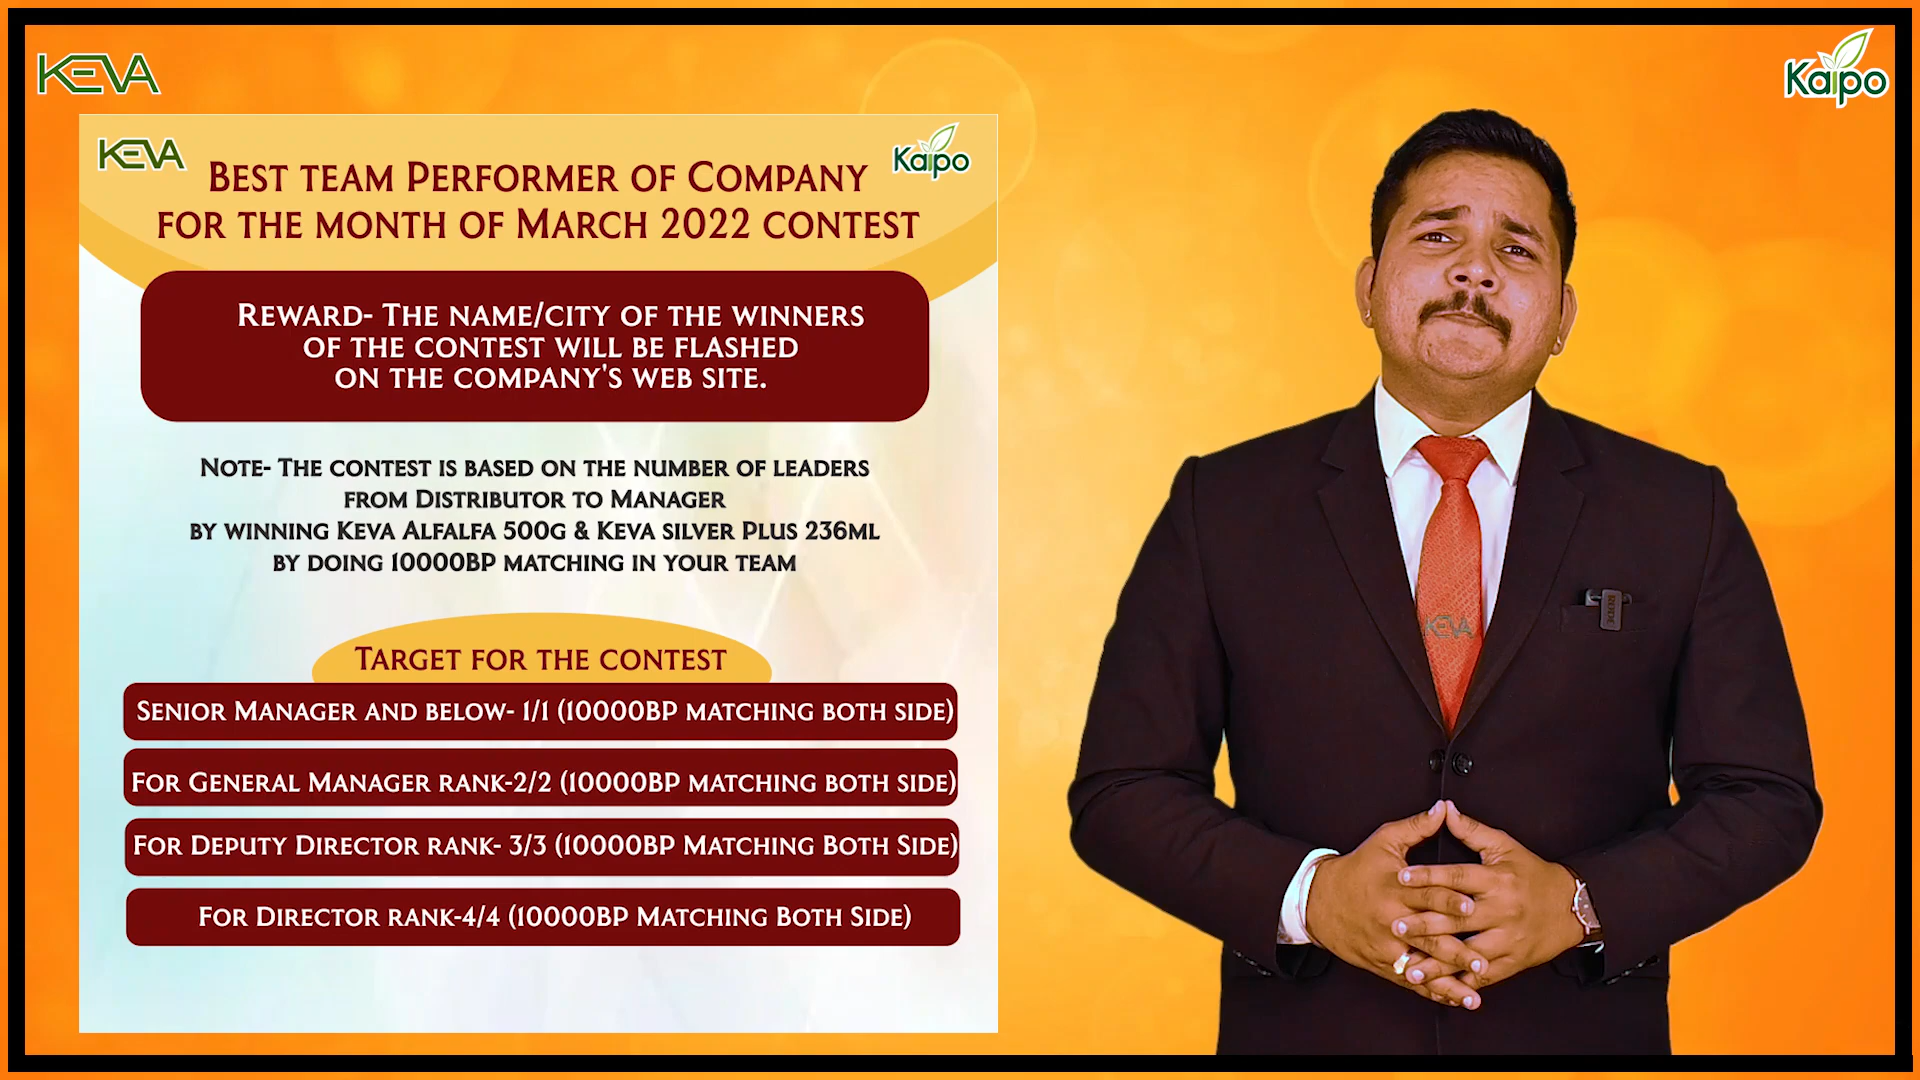 KEVA
Kaipo
KEVA
Kaipo
Best team Performer of Company
for the month of March 2022 contest
Reward- The name/city of the winners
of the contest will be flashed
on the company's web site.
Note- The contest is based on the number of leaders
from Distributor to Manager
by winning Keva Alfalfa 500g & Keva silver Plus 236ml
by doing 10000BP matching in your team
Target for the contest
Senior Manager and below- 1/1 (10000BP matching both side)
For General Manager rank-2/2 (10000BP matching both side)
For Deputy Director rank- 3/3 (10000BP Matching Both Side)
For Director rank-4/4 (10000BP Matching Both Side)
RODE
KEVA